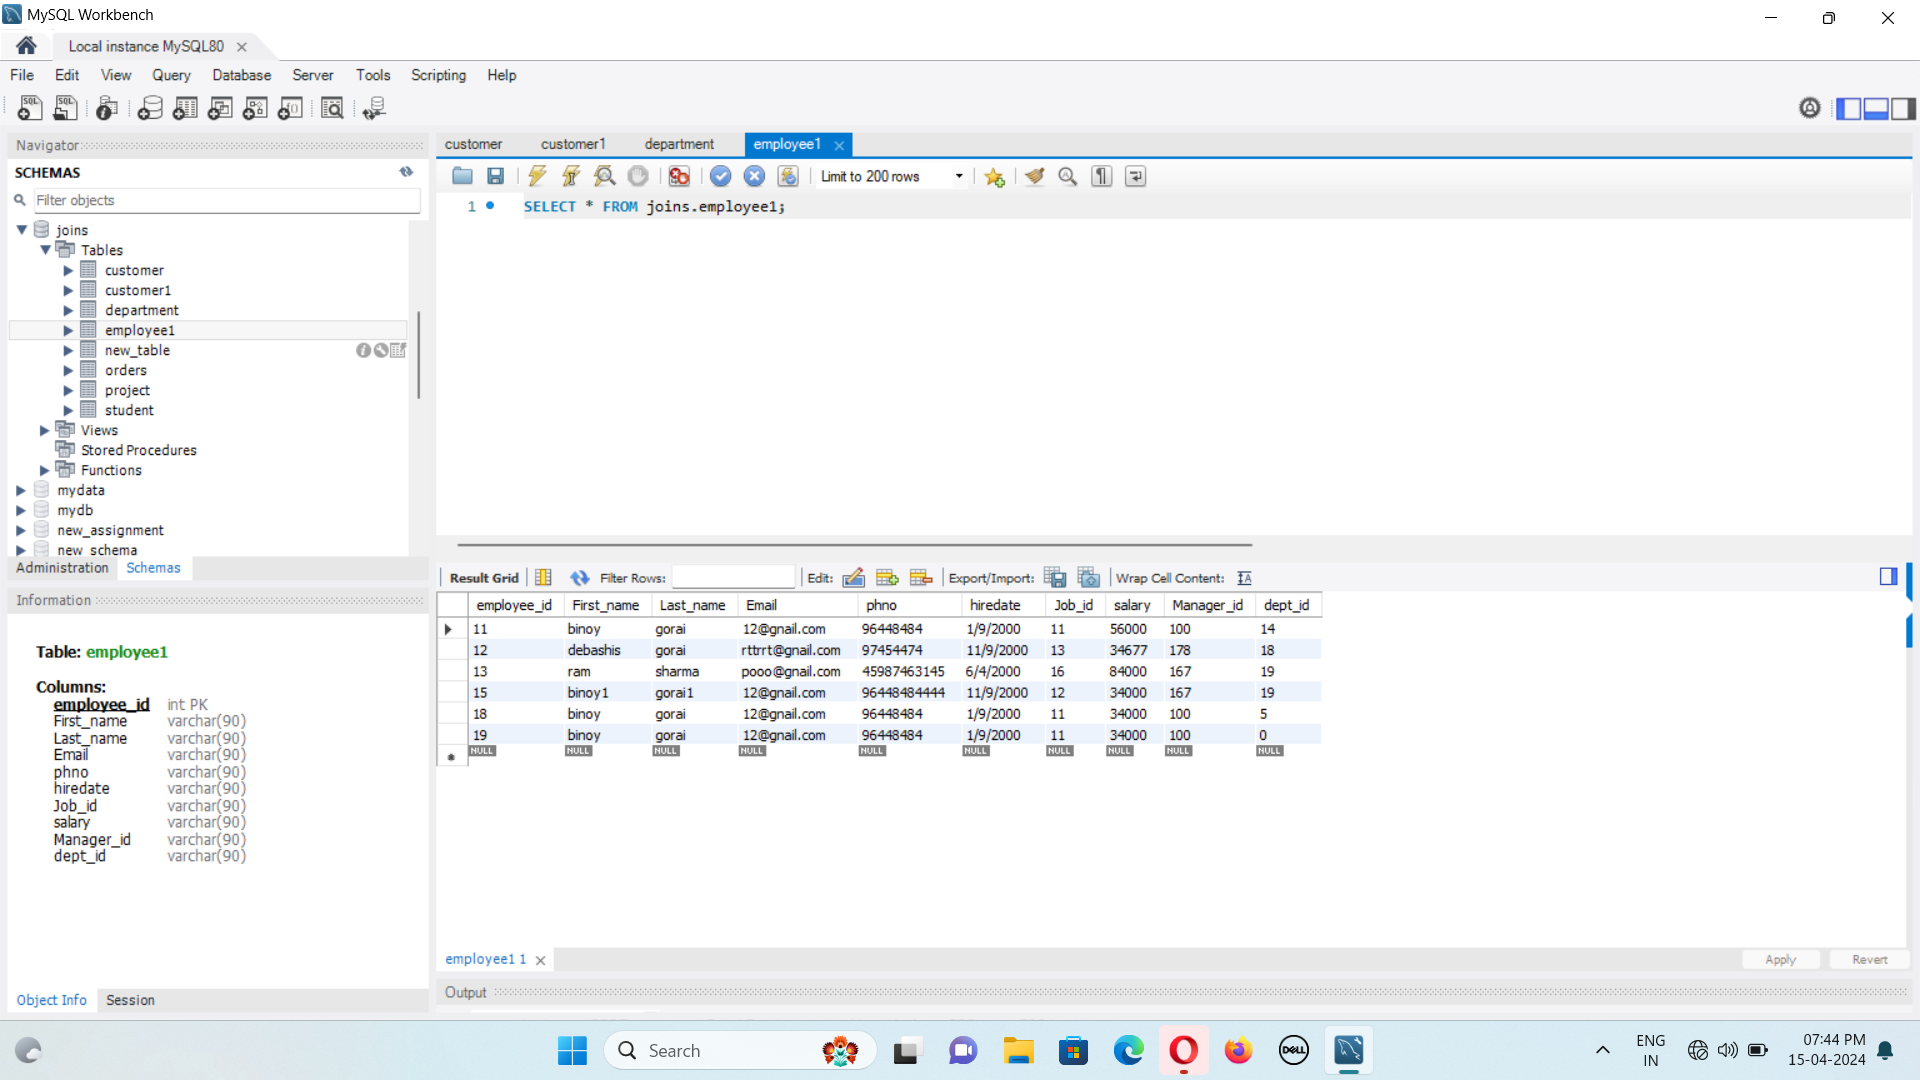 MySQL Workbench
Local instance MySQL80
File Edit View Query Database Server Tools Scripting Help
Navigator
SCHEMAS
Filter objects
joins
Tables
customer
customer1
department
employee1
new_table
orders
project
student
Views
Stored Procedures
Functions
mydata
mydb
new_assignment
new_schema
Administration Schemas
Information
Table: employee1
Columns:
employee_id int PK
First_name varchar(90)
Last_name varchar(90)
Email varchar(90)
phno varchar(90)
hiredate varchar(90)
Job_id varchar(90)
salary varchar(90)
Manager_id varchar(90)
dept_id varchar(90)
Object Info Session
customer customer1 department employee1
Limit to 200 rows
1 SELECT * FROM joins.employee1;
Result Grid Filter Rows: Edit: Export/Import: Wrap Cell Content: IA
employee_id First_name Last_name Email phno hiredate Job_id salary Manager_id dept_id
11 binoy gorai 12@gnail.com 96448484 1/9/2000 11 56000 100 14
12 debashis gorai rttrrt@gnail.com 97454474 11/9/2000 13 34677 178 18
13 ram sharma pooo@gnail.com 45987463145 6/4/2000 16 84000 167 19
15 binoy1 gorai1 12@gnail.com 96448484444 11/9/2000 12 34000 167 19
18 binoy gorai 12@gnail.com 96448484 1/9/2000 11 34000 100 5
19 binoy gorai 12@gnail.com 96448484 1/9/2000 11 34000 100 0
NULL NULL NULL NULL NULL NULL NULL NULL NULL NULL
employee1 1
Apply Revert
Output
Search
DELL
ENG
IN
07:44 PM
15-04-2024